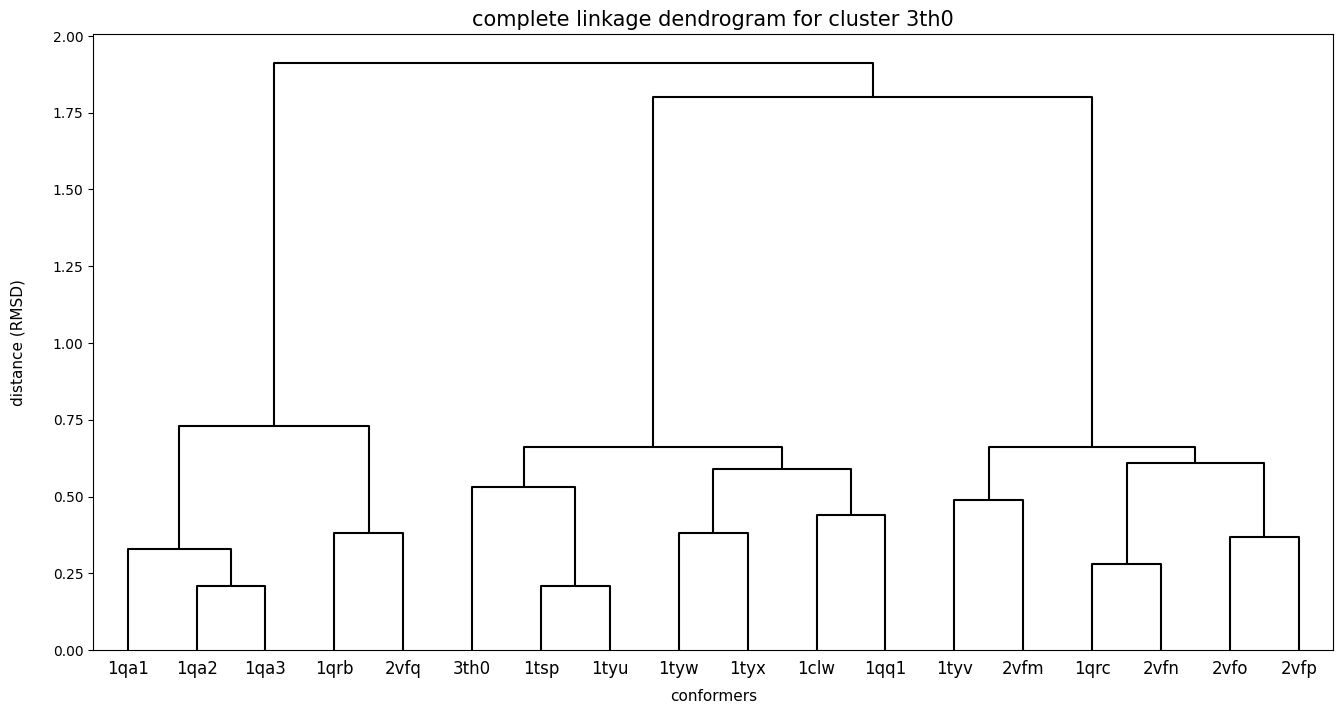 complete linkage dendrogram for cluster 3th0
2.00
1.75
1.50
1.25
1.00
0.75
0.50
0.25
0.00
distance (RMSD)
1qa1 1qa2 1qa3 1qrb 2vfq 3th0 1tsp 1tyu 1tyw 1tyx 1clw 1qq1 1tyv 2vfm 1qrc 2vfn 2vfo 2vfp
conformers